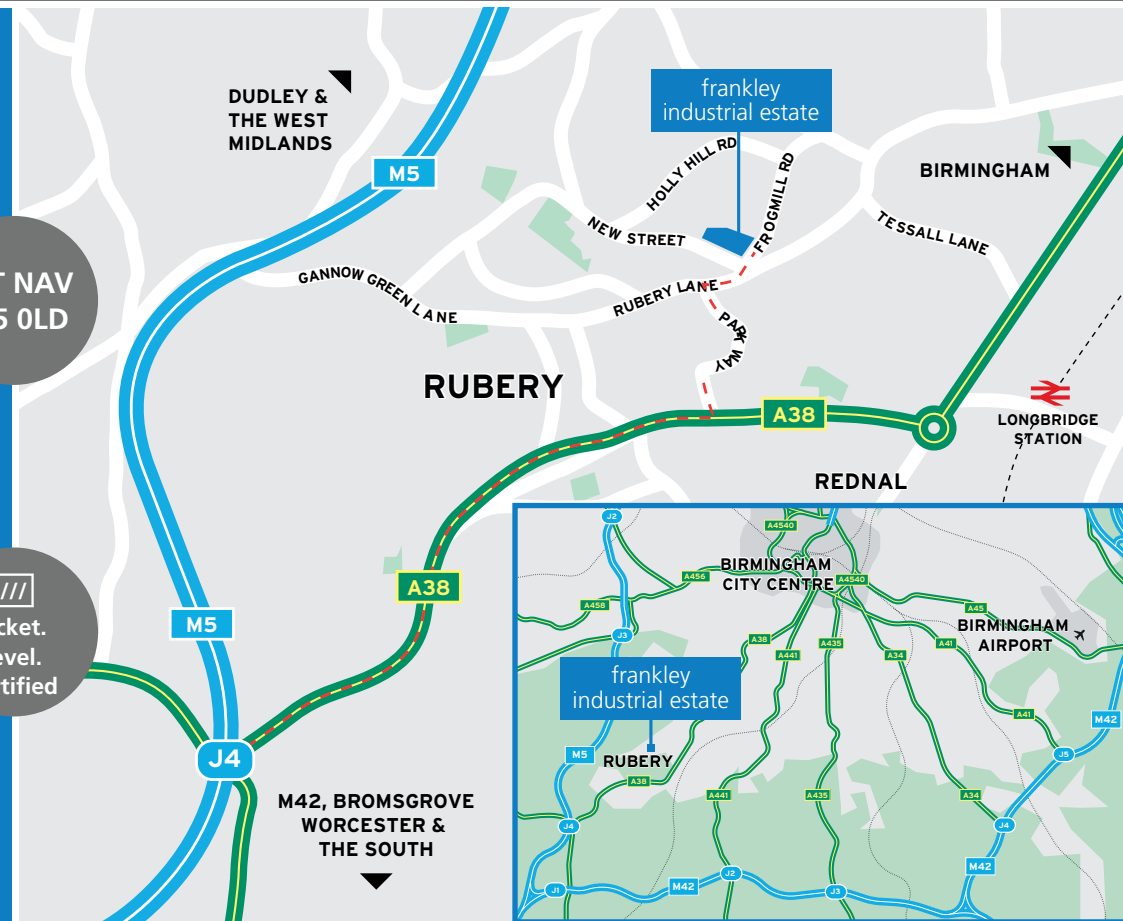 DUDLEY &
THE WEST
MIDLANDS
frankley
industrial estate
M5
HOLLY HILL RD
FROGMILL RD
BIRMINGHAM
NEW STREET
TESSALL LANE
NAV
0LD
GANNOW GREEN LANE
RUBERY LANE
PARK WAY
RUBERY
A38
LONGBRIDGE
STATION
REDNAL
A38
M5
J4
M42, BROMSGROVE
WORCESTER &
THE SOUTH
///
J2
A4540
BIRMINGHAM
CITY CENTRE
A456
A4540
A458
A45
J3
A38
A435
A41
BIRMINGHAM
AIRPORT
A441
A34
frankley
industrial estate
A41
M42
M5
RUBERY
J5
A38
A441
A435
A34
J4
J4
M42
J1
M42
J2
J3